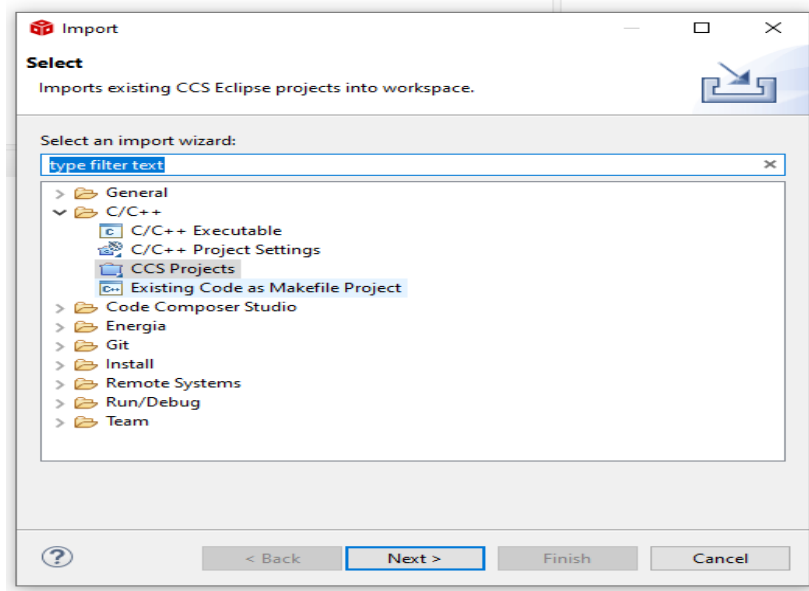 Import
Select
Imports existing CCS Eclipse projects into workspace.
Select an import wizard:
type filter text
General
C/C++
C/C++ Executable
C/C++ Project Settings
CCS Projects
Existing Code as Makefile Project
Code Composer Studio
Energia
Git
Install
Remote Systems
Run/Debug
Team
? < Back Next > Finish Cancel